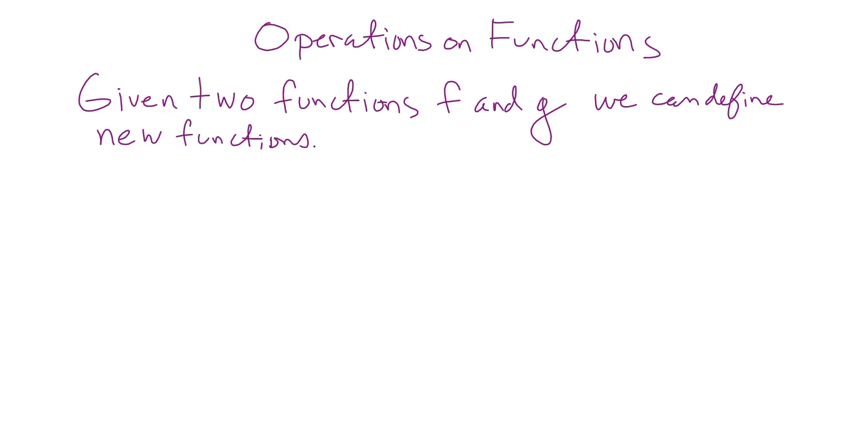 Operations on Functions
Given two functions f and g we can define
new functions.